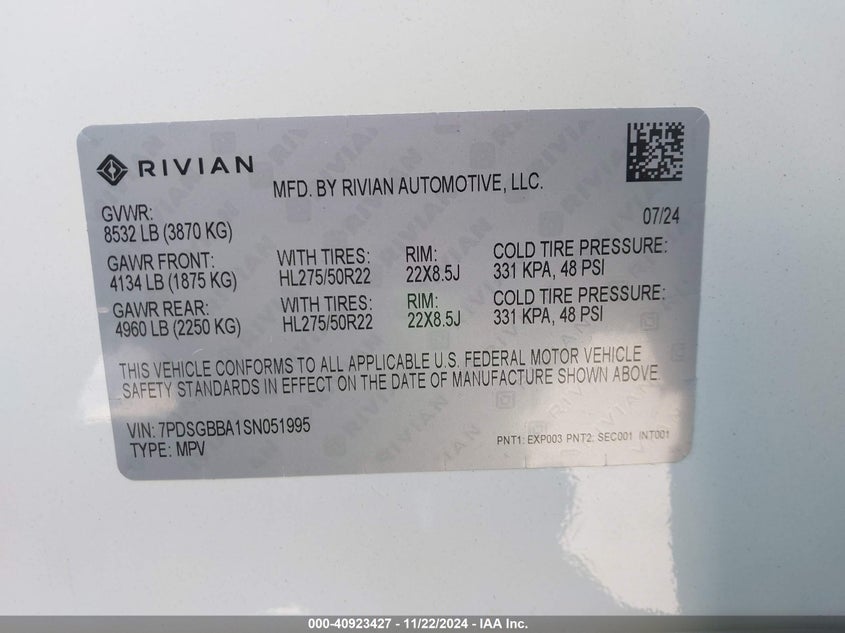 RIVIAN
MFD. BY RIVIAN AUTOMOTIVE, LLC.
07/24
GVWR:
8532 LB (3870 KG)
GAWR FRONT: WITH TIRES: RIM: COLD TIRE PRESSURE:
4134 LB (1875 KG) HL275/50R22 22X8.5J 331 KPA, 48 PSI
GAWR REAR: WITH TIRES: RIM: COLD TIRE PRESSURE:
4960 LB (2250 KG) HL275/50R22 22X8.5J 331 KPA, 48 PSI
THIS VEHICLE CONFORMS TO ALL APPLICABLE U.S. FEDERAL MOTOR VEHICLE
SAFETY STANDARDS IN EFFECT ON THE DATE OF MANUFACTURE SHOWN ABOVE.
VIN: 7PDSGBBA1SN051995
TYPE: MPV
PNT1: EXP003 PNT2: SEC001 INT001
000-40923427 - 11/22/2024 - IAA Inc.